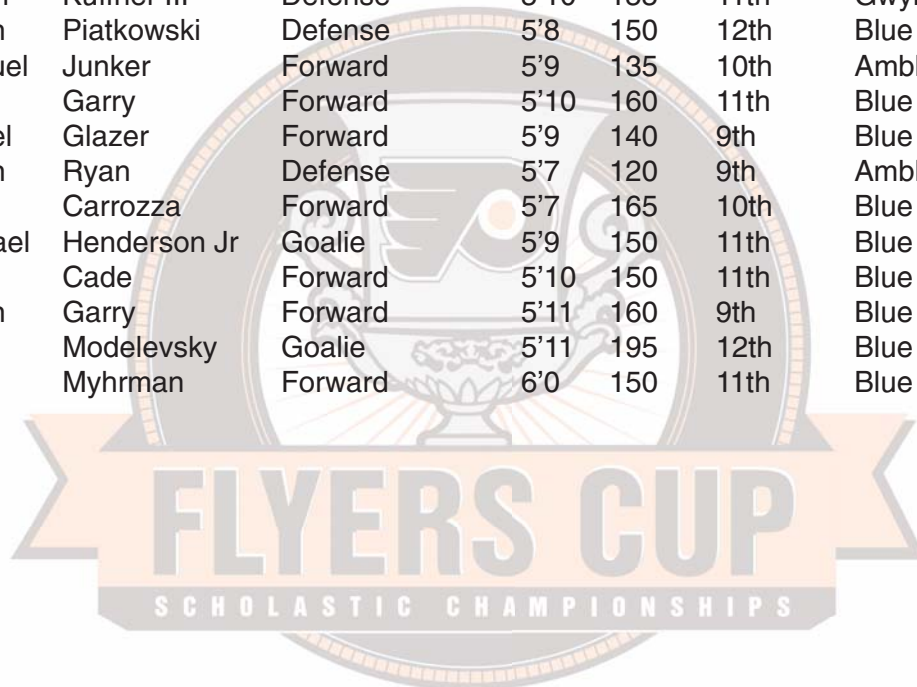 Piatkowski Defense 5’8 150 12th Blue
Junker Forward 5’9 135 10th
Garry Forward 5’10 160 11th Blue
Glazer Forward 5’9 140 9th Blue
Ryan Defense 5’7 120 9th
Carrozza Forward 5’7 165 10th Blue
Henderson Jr Goalie 5’9 150 11th Blue
Cade Forward 5’10 150 11th Blue
Garry Forward 5’11 160 9th Blue
Modelevsky Goalie 5’11 195 12th Blue
Myhrman Forward 6’0 150 11th Blue
FLYERS CUP
SCHOLASTIC CHAMPIONSHIPS